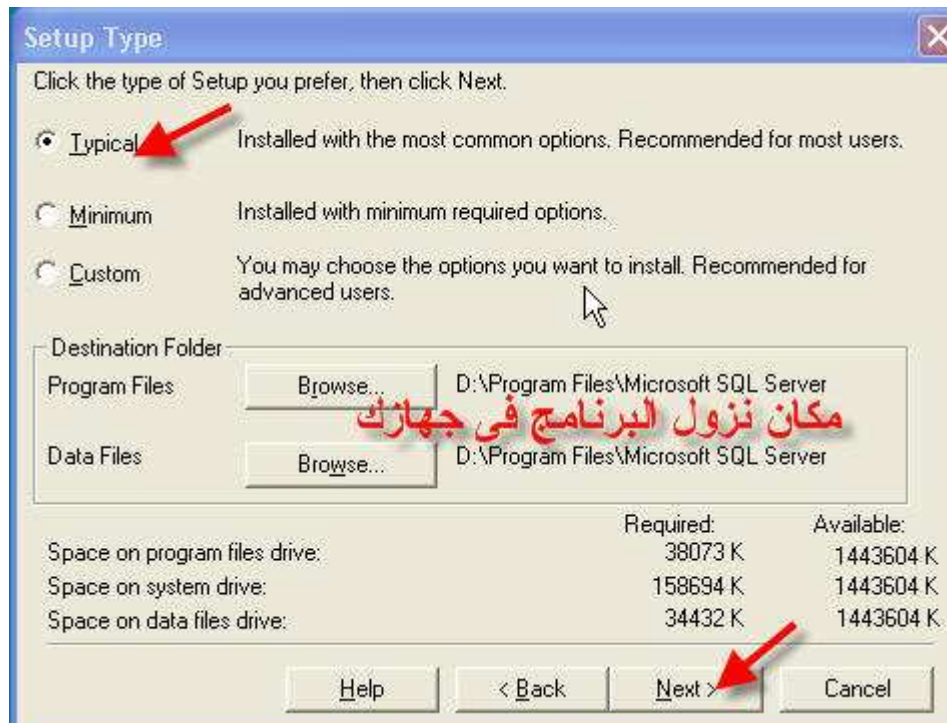 Setup Type
Click the type of Setup you prefer, then click Next.
Typical Installed with the most common options. Recommended for most users.
Minimum Installed with minimum required options.
Custom You may choose the options you want to install. Recommended for
advanced users.
Destination Folder
Program Files Browse... D:\Program Files\Microsoft SQL Server
مكان نزول البرنامج فى جهازك
Data Files Browse... D:\Program Files\Microsoft SQL Server
Required: Available:
Space on program files drive: 38073 K 1443604 K
Space on system drive: 158694 K 1443604 K
Space on data files drive: 34432 K 1443604 K
Help < Back Next > Cancel